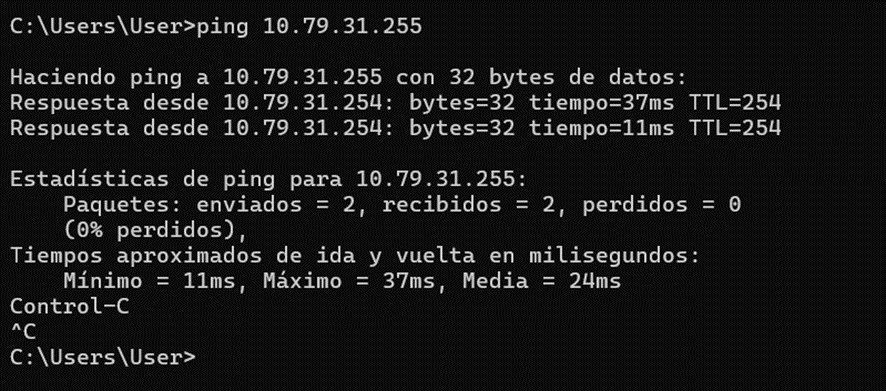 C:\Users\User>ping 10.79.31.255
Haciendo ping a 10.79.31.255 con 32 bytes de datos:
Respuesta desde 10.79.31.254: bytes=32 tiempo=37ms TTL=254
Respuesta desde 10.79.31.254: bytes=32 tiempo=11ms TTL=254
Estadísticas de ping para 10.79.31.255:
    Paquetes: enviados = 2, recibidos = 2, perdidos = 0
    (0% perdidos),
Tiempos aproximados de ida y vuelta en milisegundos:
    Mínimo = 11ms, Máximo = 37ms, Media = 24ms
Control-C
^C
C:\Users\User>